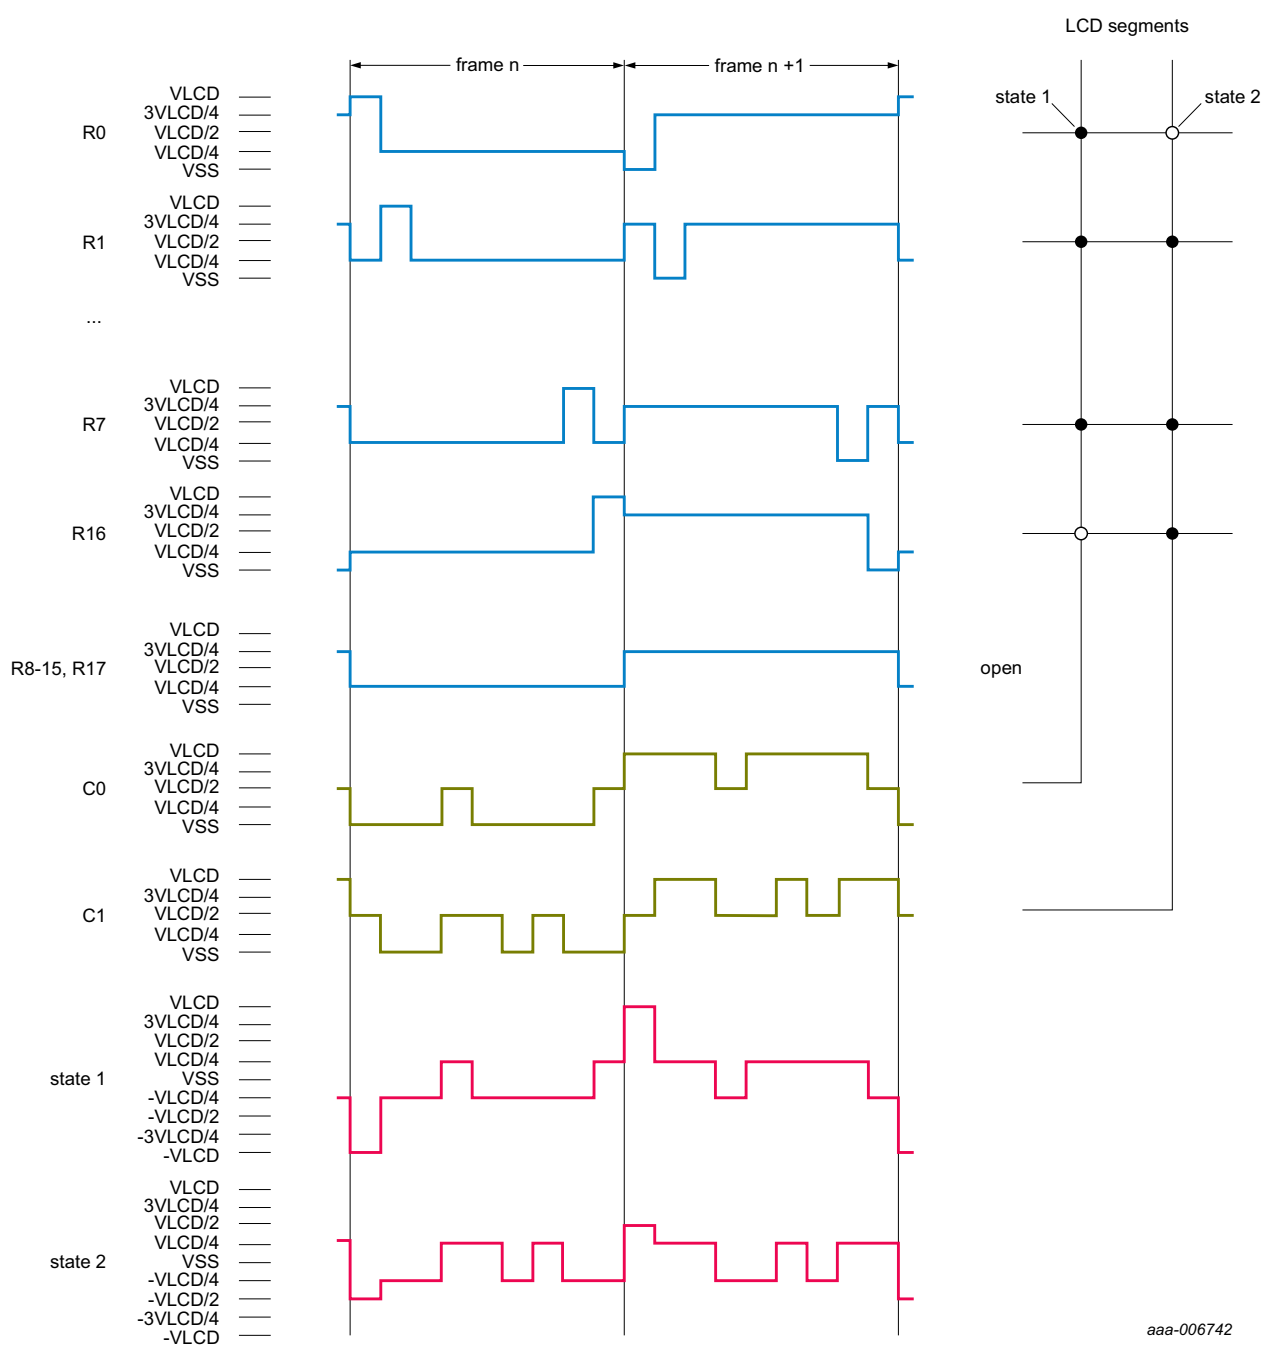 LCD segments
frame n
frame n +1
state 1
state 2
R0
VLCD
3VLCD/4
VLCD/2
VLCD/4
VSS
R1
VLCD
3VLCD/4
VLCD/2
VLCD/4
VSS
...
R7
VLCD
3VLCD/4
VLCD/2
VLCD/4
VSS
R16
VLCD
3VLCD/4
VLCD/2
VLCD/4
VSS
R8-15, R17
VLCD
3VLCD/4
VLCD/2
VLCD/4
VSS
open
C0
VLCD
3VLCD/4
VLCD/2
VLCD/4
VSS
C1
VLCD
3VLCD/4
VLCD/2
VLCD/4
VSS
state 1
VLCD
3VLCD/4
VLCD/2
VLCD/4
VSS
-VLCD/4
-VLCD/2
-3VLCD/4
-VLCD
state 2
VLCD
3VLCD/4
VLCD/2
VLCD/4
VSS
-VLCD/4
-VLCD/2
-3VLCD/4
-VLCD
aaa-006742